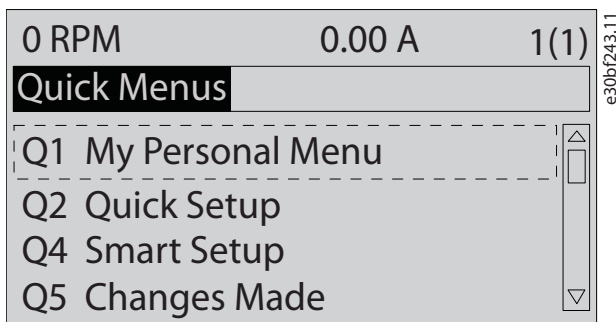 0 RPM 0.00 A 1(1)
Quick Menus
Q1 My Personal Menu
Q2 Quick Setup
Q4 Smart Setup
Q5 Changes Made
e30bf243.11